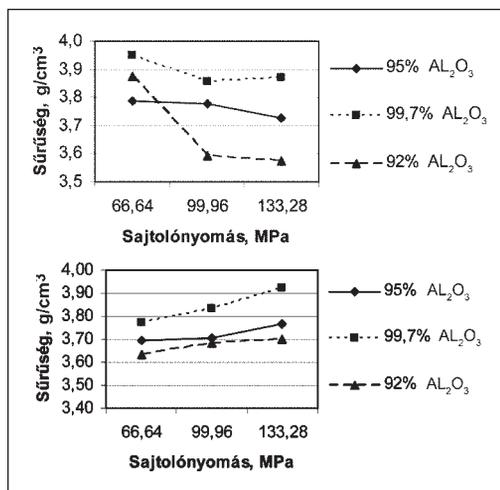 4,0
3,9
3,8
3,7
3,6
3,5
Sűrűség, g/cm³
66,64 99,96 133,28
Sajtolónyomás, MPa
95% AL₂O₃
99,7% AL₂O₃
92% AL₂O₃
4,00
3,90
3,80
3,70
3,60
3,50
3,40
Sűrűség, g/cm³
66,64 99,96 133,28
Sajtolónyomás, MPa
95% AL₂O₃
99,7% AL₂O₃
92% AL₂O₃